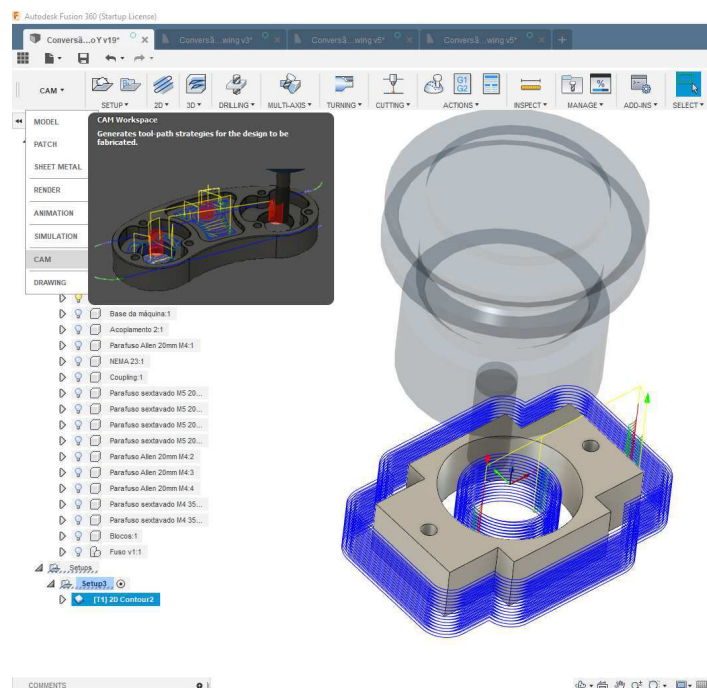 Autodesk Fusion 360 (Startup License)
Conversã...o Y v19*
Conversã...wing v3*
Conversã...wing v5*
Conversã...wing v5*
CAM
SETUP
2D
3D
DRILLING
MULTI-AXIS
TURNING
CUTTING
G1
G2
ACTIONS
INSPECT
%
MANAGE
ADD-INS
SELECT
MODEL
PATCH
SHEET METAL
RENDER
ANIMATION
SIMULATION
CAM
DRAWING
CAM Workspace
Generates tool-path strategies for the design to be
fabricated.
Base da máquina:1
Acoplamento 2:1
Parafuso Allen 20mm M4:1
NEMA 23:1
Coupling:1
Parafuso sextavado M5 20...
Parafuso sextavado M5 20...
Parafuso sextavado M5 20...
Parafuso sextavado M5 20...
Parafuso Allen 20mm M4:2
Parafuso Allen 20mm M4:3
Parafuso Allen 20mm M4:4
Parafuso sextavado M4 35...
Parafuso sextavado M4 35...
Blocos:1
Fuso v1:1
Setups
Setup3
[T1] 2D Contour2
COMMENTS